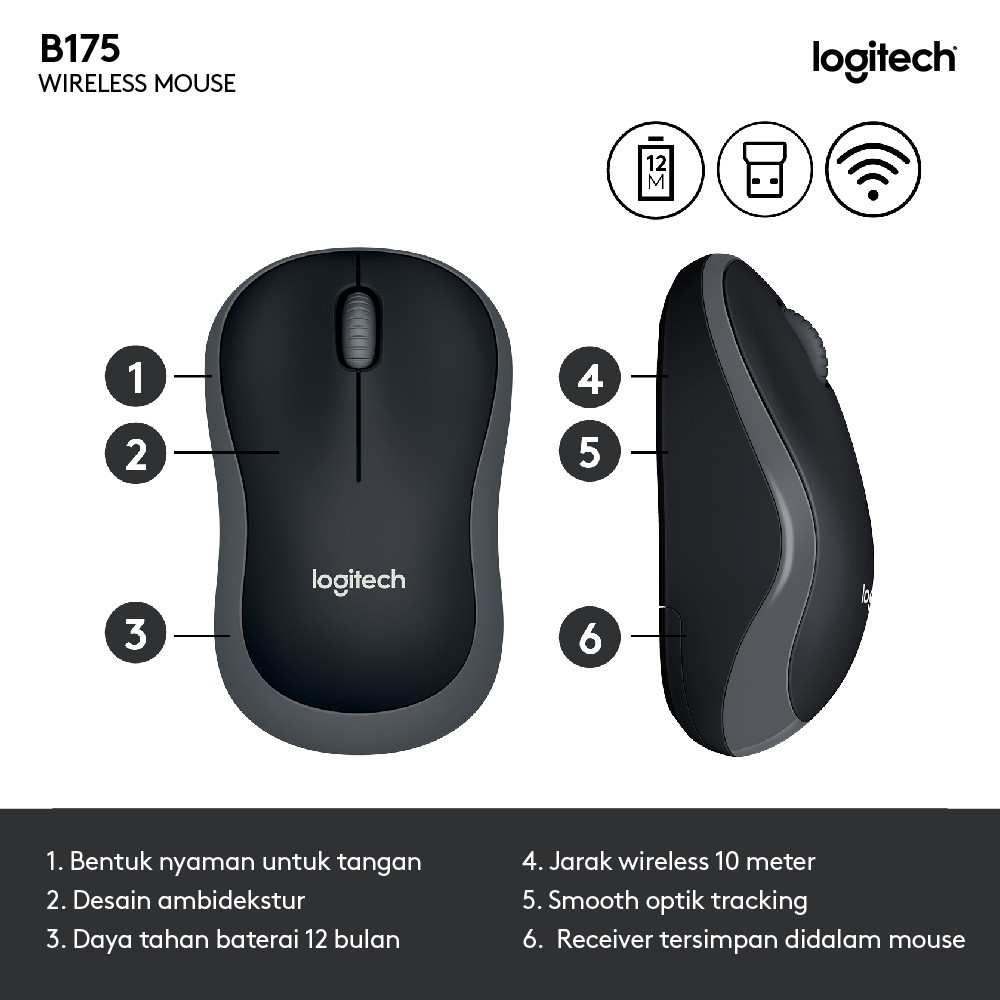 B175
WIRELESS MOUSE
logitech
12
M
1
2
3
4
5
6
logitech
lo
1. Bentuk nyaman untuk tangan
2. Desain ambidekstur
3. Daya tahan baterai 12 bulan
4. Jarak wireless 10 meter
5. Smooth optik tracking
6. Receiver tersimpan didalam mouse